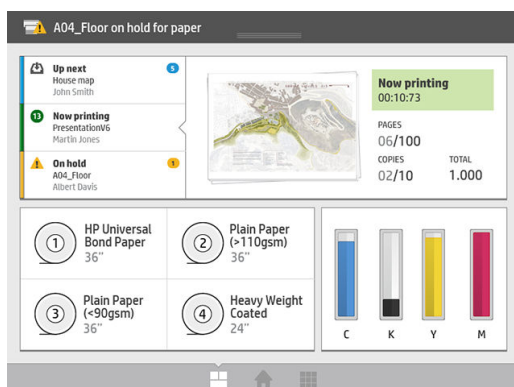 A04_Floor on hold for paper
Up next
5
House map
John Smith
13
Now printing
PresentationV6
Martin Jones
On hold
1
A04_Floor
Albert Davis
Now printing
00:10:73
PAGES
06/100
COPIES
TOTAL
02/10
1.000
1
HP Universal
Bond Paper
36"
2
Plain Paper
(>110gsm)
36"
3
Plain Paper
(<90gsm)
36"
4
Heavy Weight
Coated
24"
C
K
Y
M